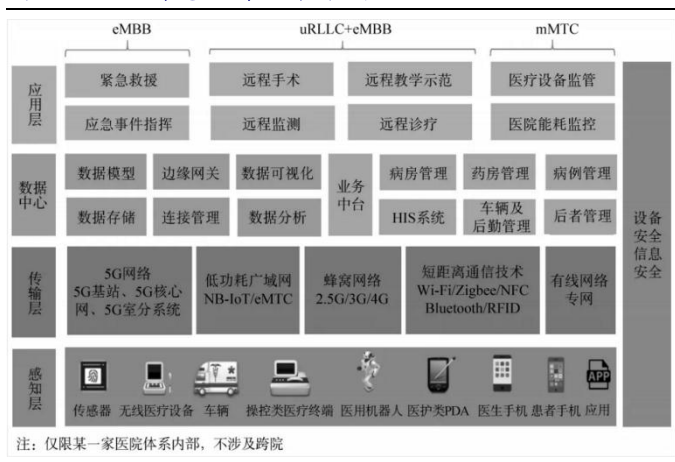 eMBB
uRLLC+eMBB
mMTC
应用层
紧急救援
远程手术
远程教学示范
医疗设备监管
应急事件指挥
远程监测
远程诊疗
医院能耗监控
数据中心
数据模型
边缘网关
数据可视化
业务中台
病房管理
药房管理
病例管理
数据存储
连接管理
数据分析
HIS系统
车辆及
后勤管理
后者管理
设备
安全
信息
安全
传输层
5G网络
5G基站、5G核心
网、5G室分系统
低功耗广域网
NB-IoT/eMTC
蜂窝网络
2.5G/3G/4G
短距离通信技术
Wi-Fi/Zigbee/NFC
Bluetooth/RFID
有线网络
专网
感知层
APP
传感器
无线医疗设备
车辆
操控类医疗终端
医用机器人
医护类PDA
医生手机
患者手机
应用
注：仅限某一家医院体系内部，不涉及跨院